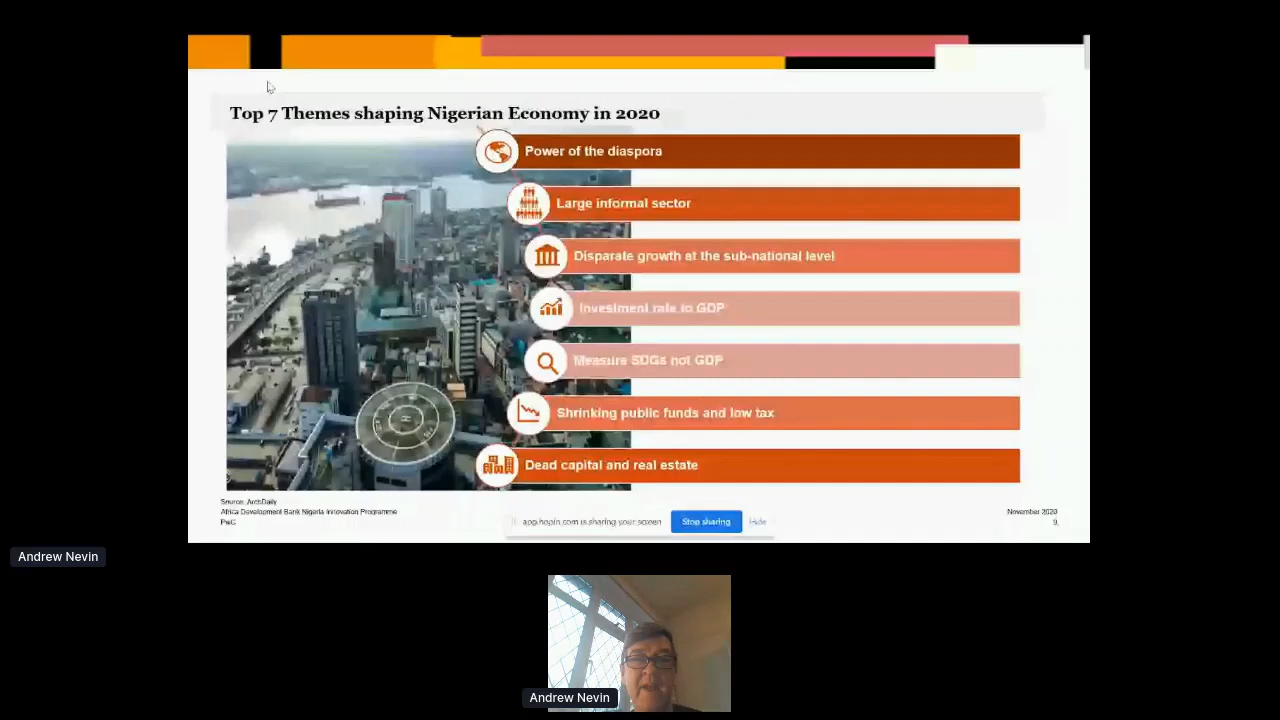 Top 7 Themes shaping Nigerian Economy in 2020
Power of the diaspora
Large informal sector
Disparate growth at the sub-national level
Investment rate to GDP
Measure SDGs not GDP
Shrinking public funds and low tax
Dead capital and real estate
Source: ArchDaily
Africa Development Bank Nigeria Innovation Programme
PwC
November 2020
9
app.hopin.com is sharing your screen
Stop sharing
Hide
Andrew Nevin
Andrew Nevin